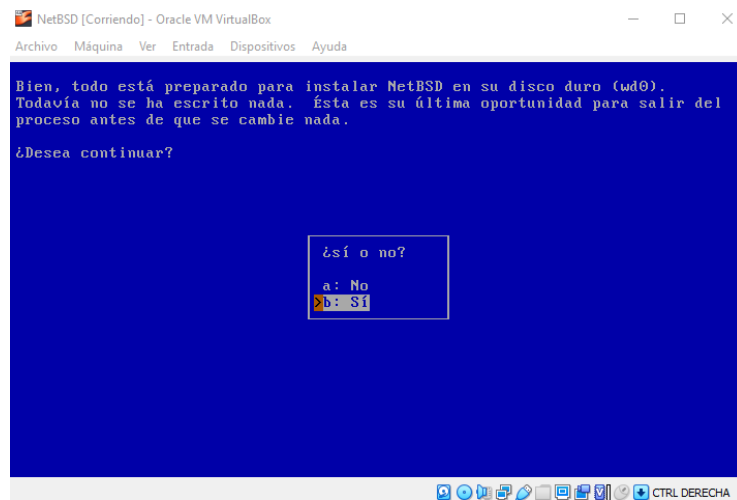 NetBSD [Corriendo] - Oracle VM VirtualBox
Archivo Máquina Ver Entrada Dispositivos Ayuda
Bien, todo está preparado para instalar NetBSD en su disco duro (wd0).
Todavía no se ha escrito nada. Ésta es su última oportunidad para salir del
proceso antes de que se cambie nada.
¿Desea continuar?
¿sí o no?
a: No
>b: Sí
CTRL DERECHA